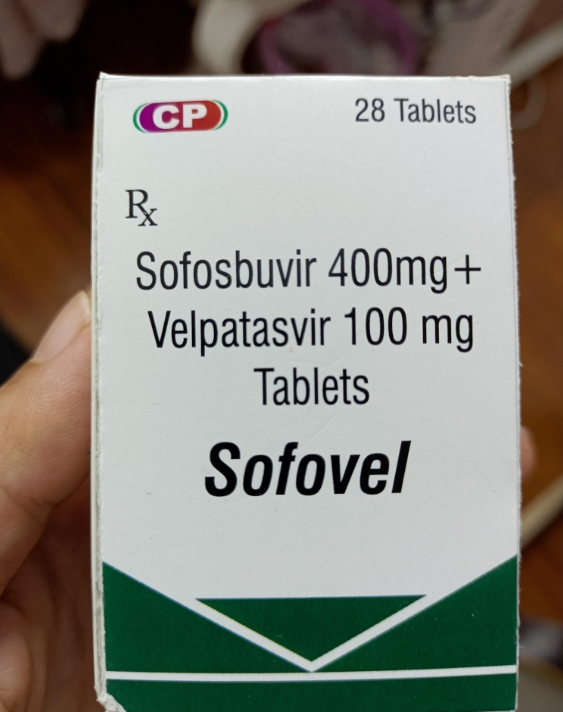 CP
28 Tablets
Rx
Sofosbuvir 400mg+
Velpatasvir 100 mg
Tablets
Sofovel